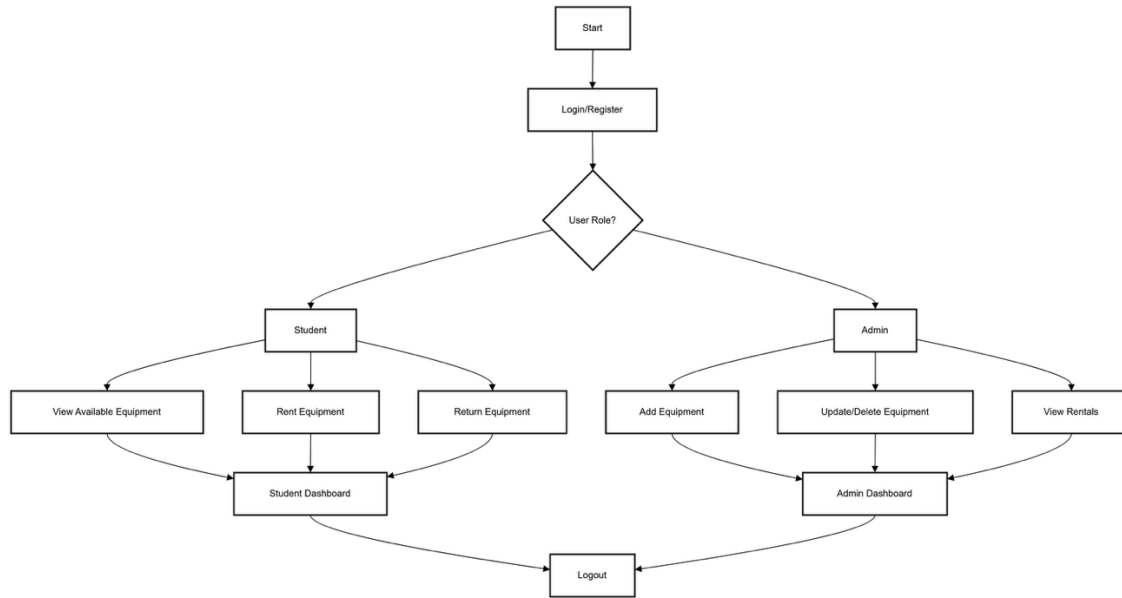 Start
Login/Register
User Role?
Student
Admin
View Available Equipment
Rent Equipment
Return Equipment
Add Equipment
Update/Delete Equipment
View Rentals
Student Dashboard
Admin Dashboard
Logout